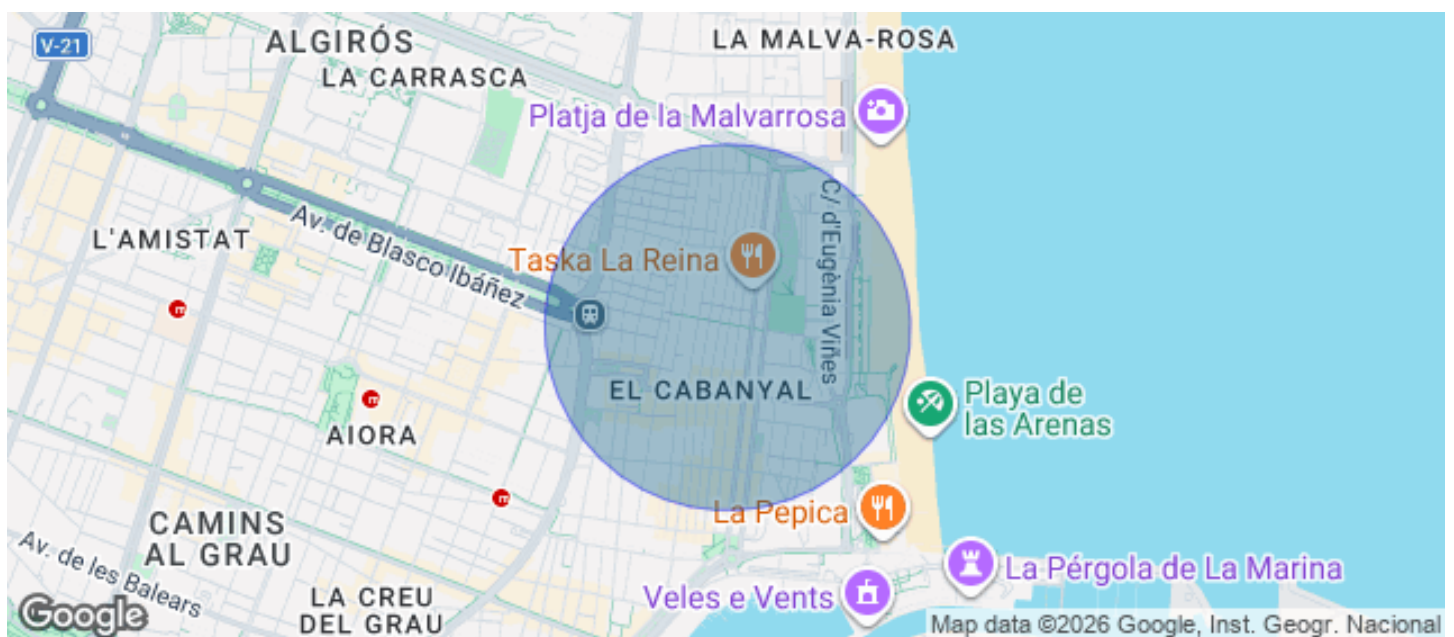 V-21
ALGIRÓS
LA CARRASCA
LA MALVA-ROSA
Platja de la Malvarrosa
L'AMISTAT
Av. de Blasco Ibáñez
Taska La Reina
C/ d'Eugènia Viñes
EL CABANYAL
Playa de
las Arenas
AIORA
La Pepica
CAMINS
AL GRAU
Av. de les Balears
La Pérgola de La Marina
Veles e Vents
LA CREU
DEL GRAU
Google
Map data ©2026 Google, Inst. Geogr. Nacional